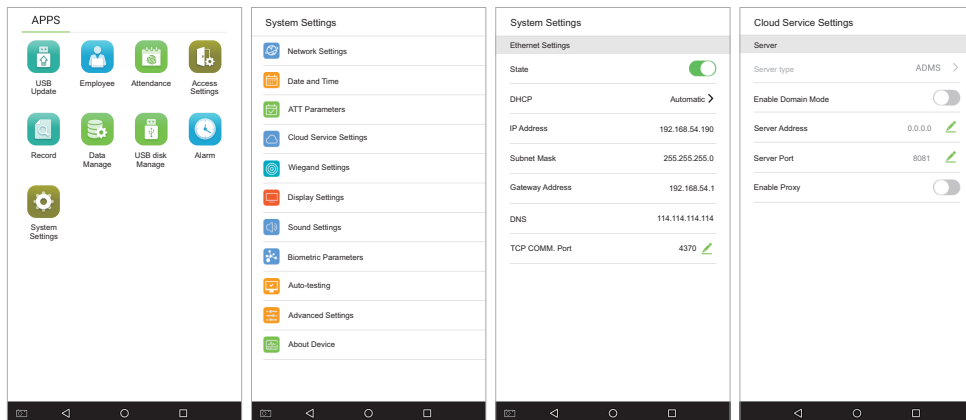 APPS
USB
Update
Employee
Attendance
Access
Settings
Record
Data
Manage
USB disk
Manage
Alarm
System
Settings
System Settings
Network Settings
Date and Time
ATT Parameters
Cloud Service Settings
Wiegand Settings
Display Settings
Sound Settings
Biometric Parameters
Auto-testing
Advanced Settings
About Device
System Settings
Ethernet Settings
State
DHCP Automatic
IP Address 192.168.54.190
Subnet Mask 255.255.255.0
Gateway Address 192.168.54.1
DNS 114.114.114.114
TCP COMM. Port 4370
Cloud Service Settings
Server
Server type ADMS
Enable Domain Mode
Server Address 0.0.0.0
Server Port 8081
Enable Proxy